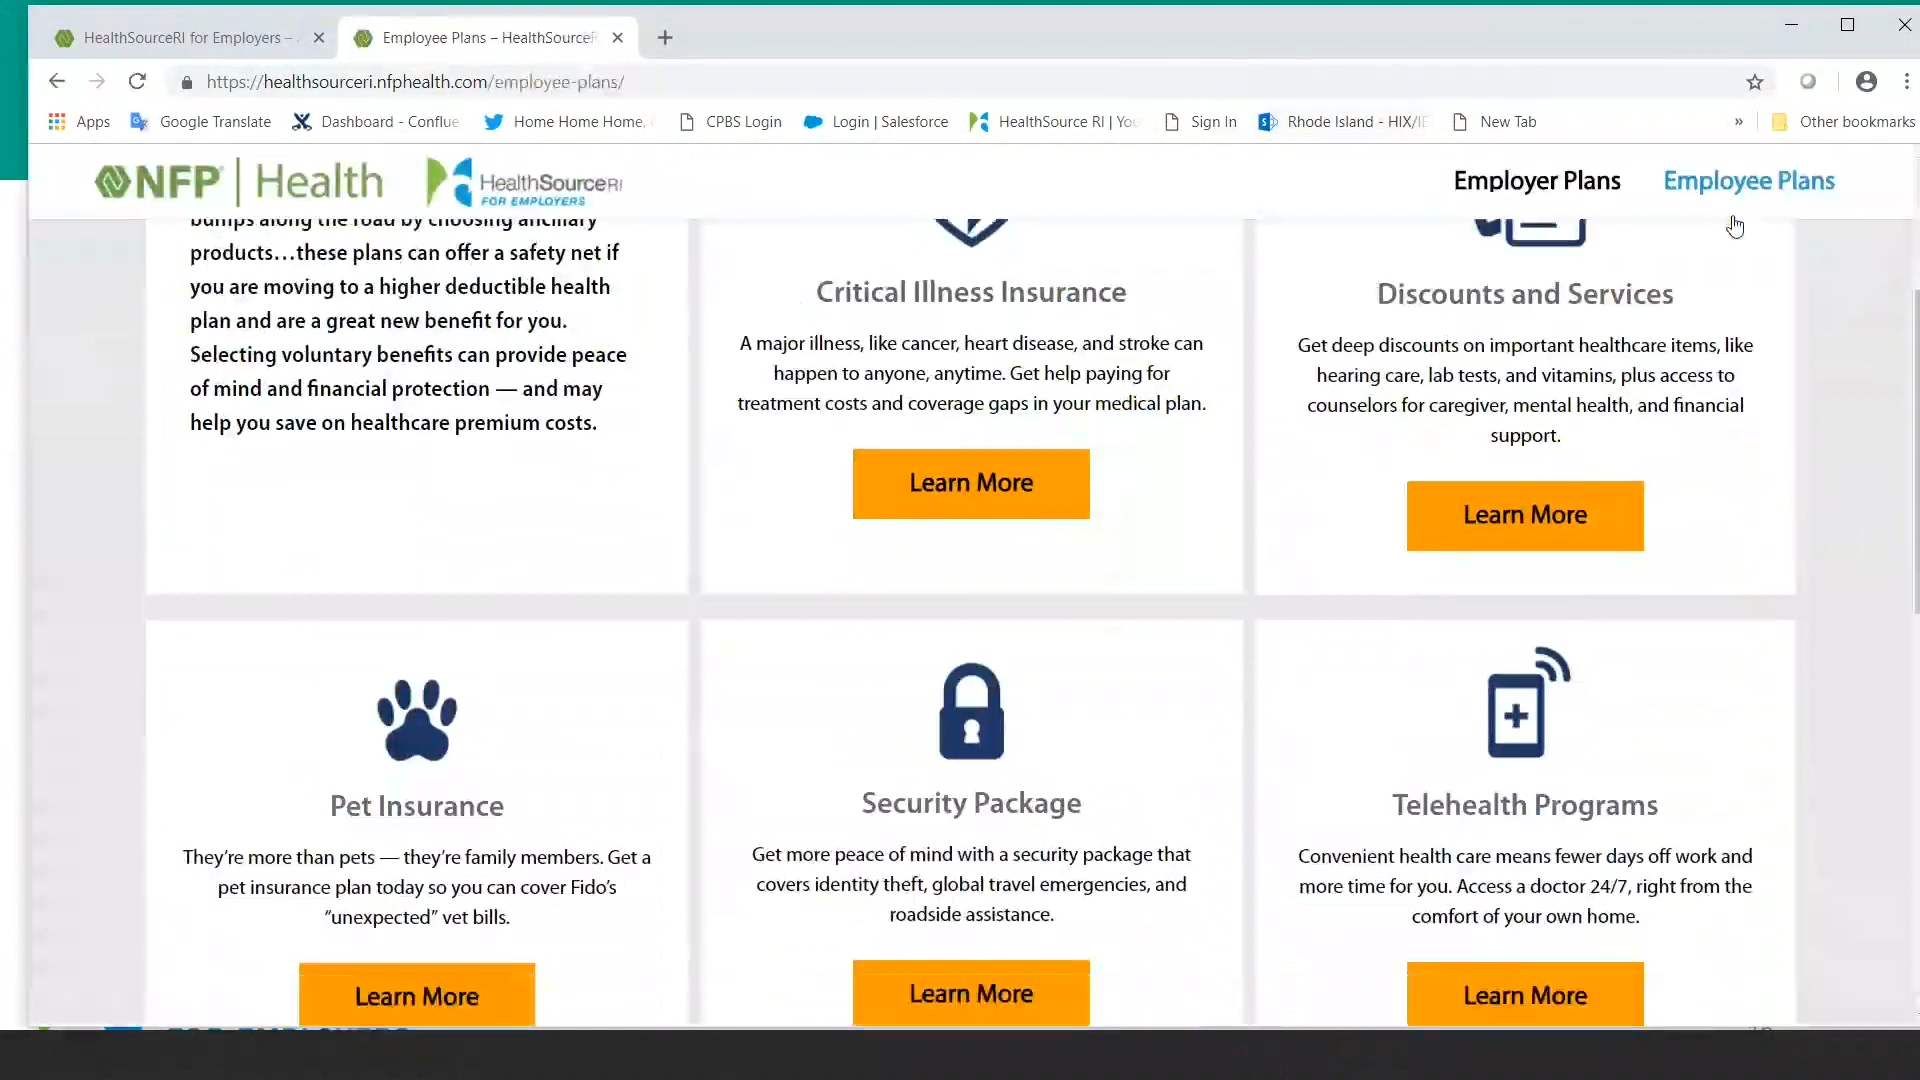 HealthSourceRI for Employers –
Employee Plans – HealthSourceR
https://healthsourceri.nfphealth.com/employee-plans/
Apps
Google Translate
Dashboard - Conflue
Home Home Home.
CPBS Login
Login | Salesforce
HealthSource RI | You
Sign In
Rhode Island - HIX/IE
New Tab
»
Other bookmarks
NFP | Health
HealthSource RI
FOR EMPLOYERS
Employer Plans
Employee Plans
bumps along the road by choosing ancillary
products…these plans can offer a safety net if
you are moving to a higher deductible health
plan and are a great new benefit for you.
Selecting voluntary benefits can provide peace
of mind and financial protection — and may
help you save on healthcare premium costs.
Critical Illness Insurance
A major illness, like cancer, heart disease, and stroke can
happen to anyone, anytime. Get help paying for
treatment costs and coverage gaps in your medical plan.
Learn More
Discounts and Services
Get deep discounts on important healthcare items, like
hearing care, lab tests, and vitamins, plus access to
counselors for caregiver, mental health, and financial
support.
Learn More
Pet Insurance
They’re more than pets — they’re family members. Get a
pet insurance plan today so you can cover Fido’s
“unexpected” vet bills.
Learn More
Security Package
Get more peace of mind with a security package that
covers identity theft, global travel emergencies, and
roadside assistance.
Learn More
Telehealth Programs
Convenient health care means fewer days off work and
more time for you. Access a doctor 24/7, right from the
comfort of your own home.
Learn More